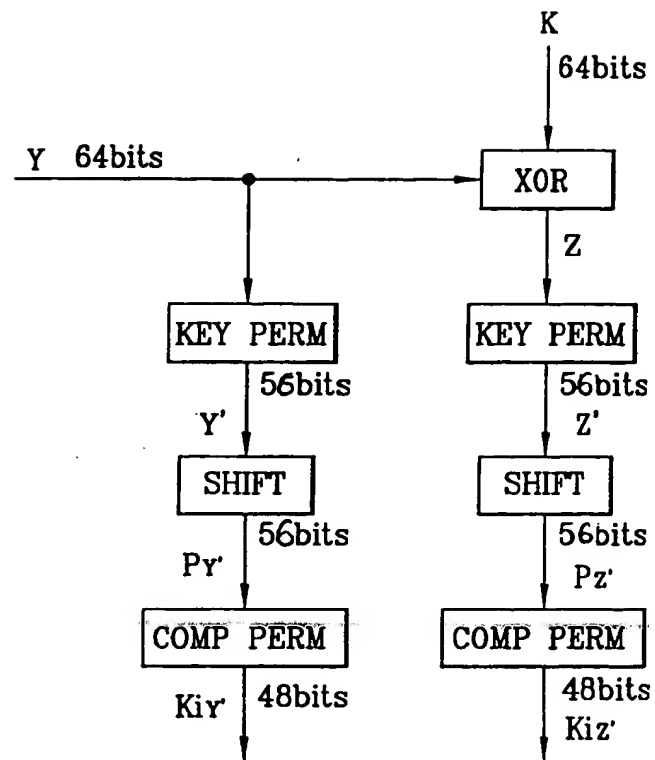 K
64bits
Y 64bits
XOR
Z
KEY PERM
KEY PERM
56bits
56bits
Y'
Z'
SHIFT
SHIFT
56bits
56bits
PY'
PZ'
COMP PERM
COMP PERM
KiY' 48bits
48bits
KiZ'